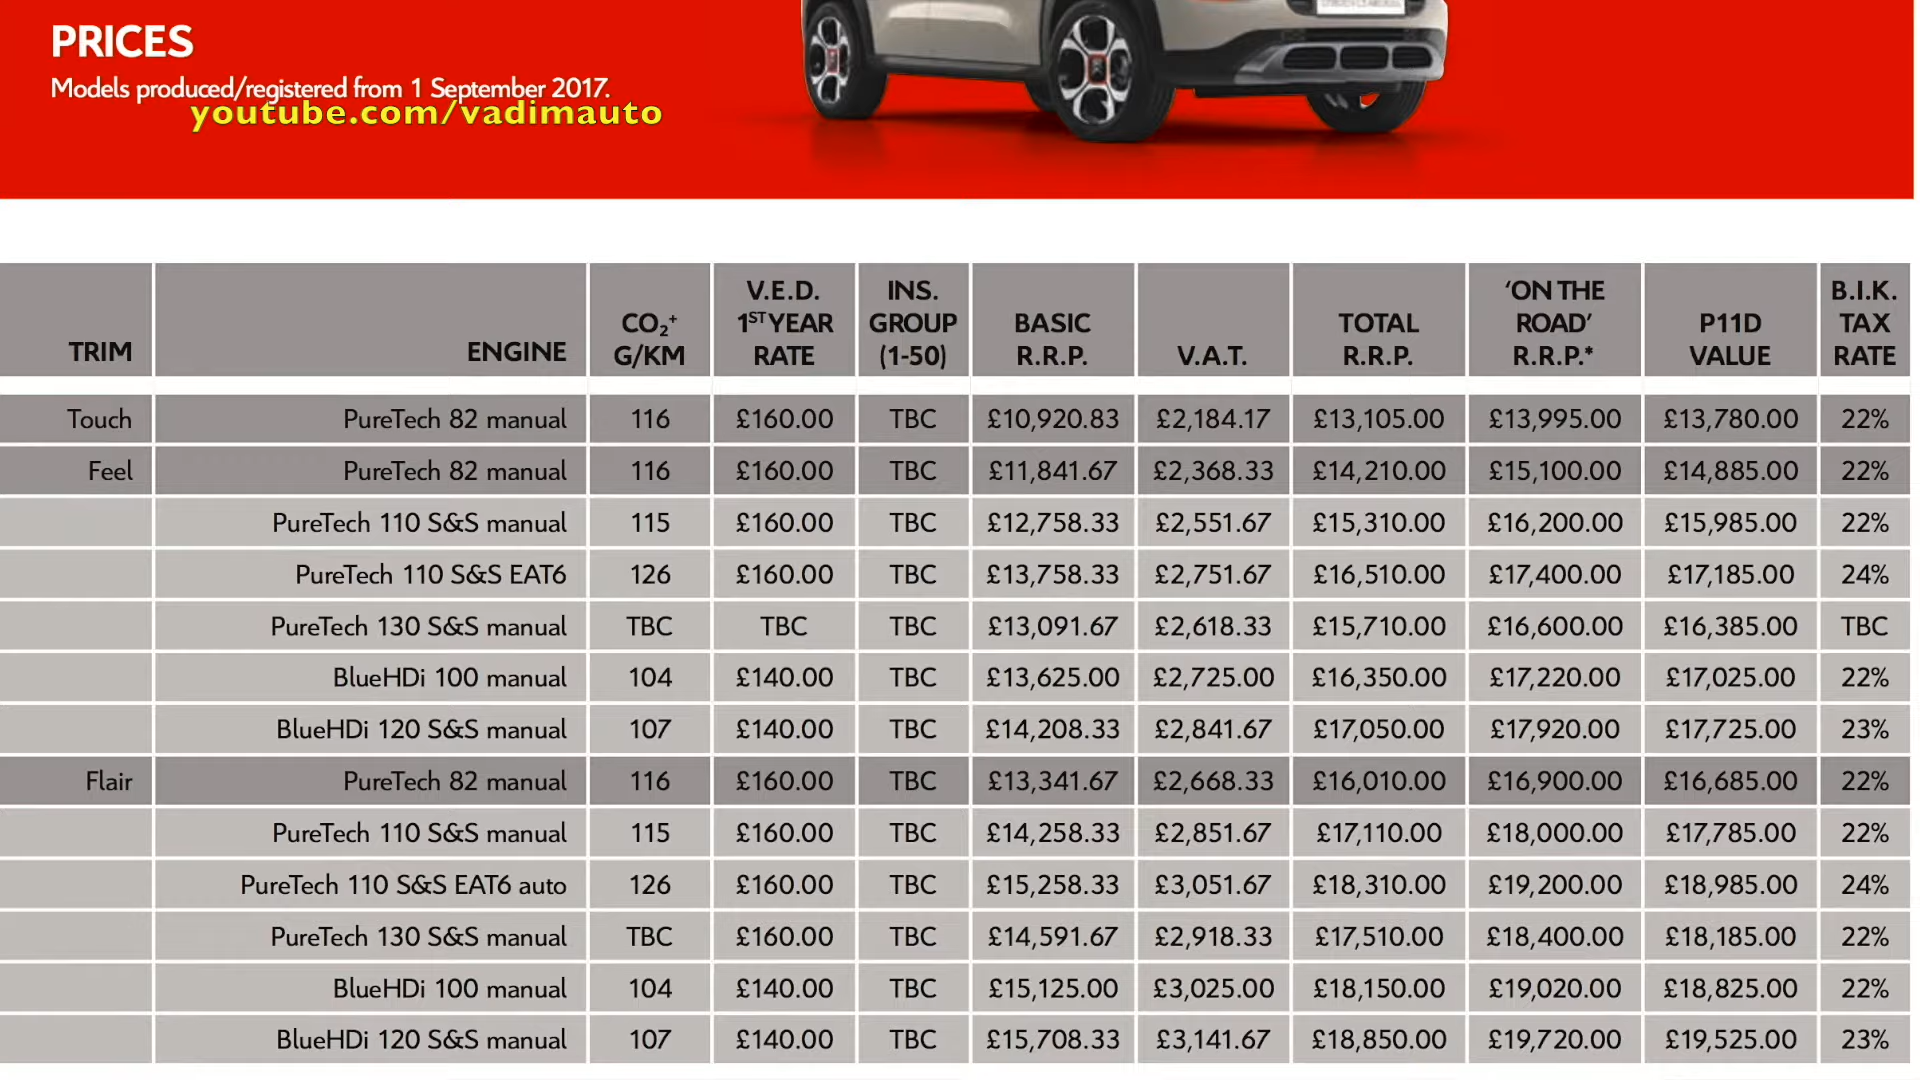 PRICES
Models produced/registered from 1 September 2017.
youtube.com/vadimauto
TRIM ENGINE CO₂⁺ G/KM V.E.D. 1ST YEAR RATE INS. GROUP (1-50) BASIC R.R.P. V.A.T. TOTAL R.R.P. ‘ON THE ROAD’ R.R.P.* P11D VALUE B.I.K. TAX RATE
Touch PureTech 82 manual 116 £160.00 TBC £10,920.83 £2,184.17 £13,105.00 £13,995.00 £13,780.00 22%
Feel PureTech 82 manual 116 £160.00 TBC £11,841.67 £2,368.33 £14,210.00 £15,100.00 £14,885.00 22%
PureTech 110 S&S manual 115 £160.00 TBC £12,758.33 £2,551.67 £15,310.00 £16,200.00 £15,985.00 22%
PureTech 110 S&S EAT6 126 £160.00 TBC £13,758.33 £2,751.67 £16,510.00 £17,400.00 £17,185.00 24%
PureTech 130 S&S manual TBC TBC TBC £13,091.67 £2,618.33 £15,710.00 £16,600.00 £16,385.00 TBC
BlueHDi 100 manual 104 £140.00 TBC £13,625.00 £2,725.00 £16,350.00 £17,220.00 £17,025.00 22%
BlueHDi 120 S&S manual 107 £140.00 TBC £14,208.33 £2,841.67 £17,050.00 £17,920.00 £17,725.00 23%
Flair PureTech 82 manual 116 £160.00 TBC £13,341.67 £2,668.33 £16,010.00 £16,900.00 £16,685.00 22%
PureTech 110 S&S manual 115 £160.00 TBC £14,258.33 £2,851.67 £17,110.00 £18,000.00 £17,785.00 22%
PureTech 110 S&S EAT6 auto 126 £160.00 TBC £15,258.33 £3,051.67 £18,310.00 £19,200.00 £18,985.00 24%
PureTech 130 S&S manual TBC £160.00 TBC £14,591.67 £2,918.33 £17,510.00 £18,400.00 £18,185.00 22%
BlueHDi 100 manual 104 £140.00 TBC £15,125.00 £3,025.00 £18,150.00 £19,020.00 £18,825.00 22%
BlueHDi 120 S&S manual 107 £140.00 TBC £15,708.33 £3,141.67 £18,850.00 £19,720.00 £19,525.00 23%